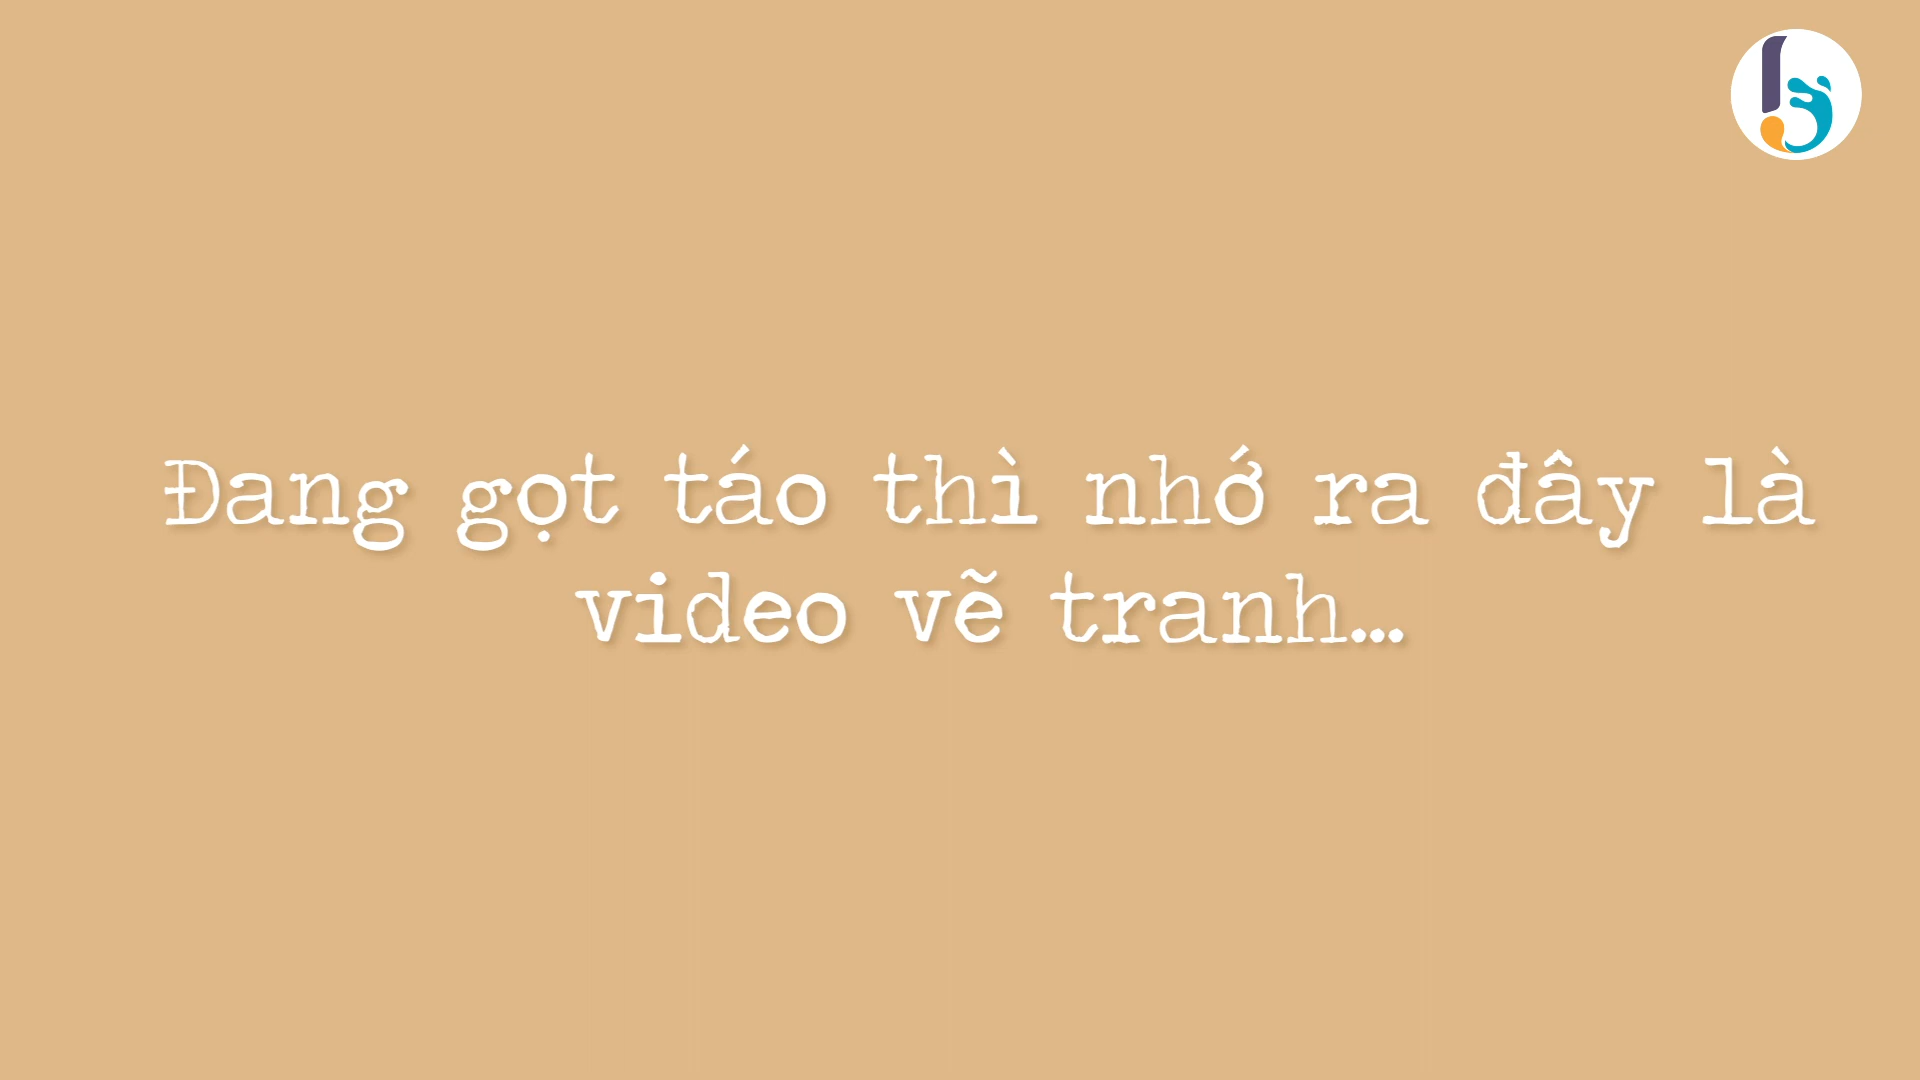 Đang gọt táo thì nhớ ra đây là
video vẽ tranh...